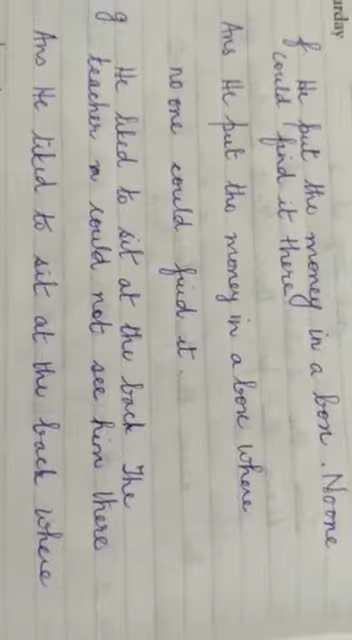 urday
f He put the money in a box. Noone
could find it there!
Ans He put the money in a box where
no one could find it.
g He liked to sit at the back. The
teacher could not see him there
Ans He liked to sit at the back where